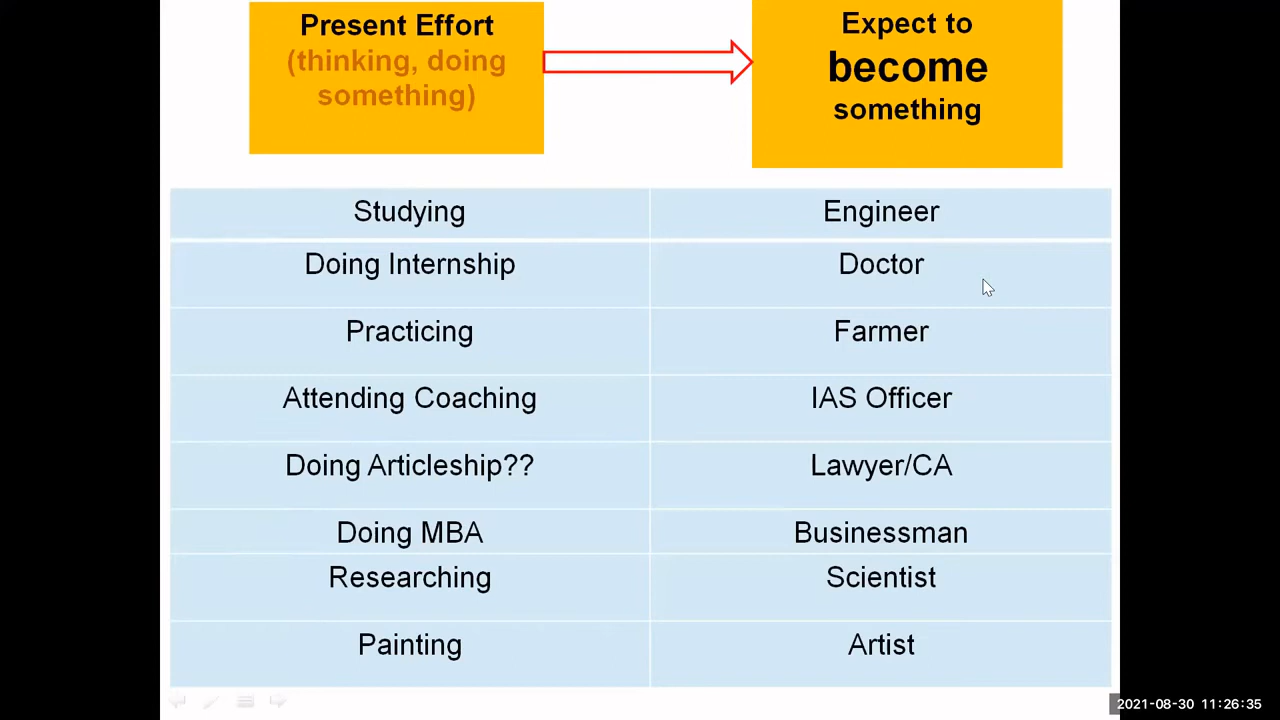 Present Effort
(thinking, doing
something)
Expect to
become
something
Studying
Engineer
Doing Internship
Doctor
Practicing
Farmer
Attending Coaching
IAS Officer
Doing Articleship??
Lawyer/CA
Doing MBA
Businessman
Researching
Scientist
Painting
Artist
2021-08-30 11:26:35